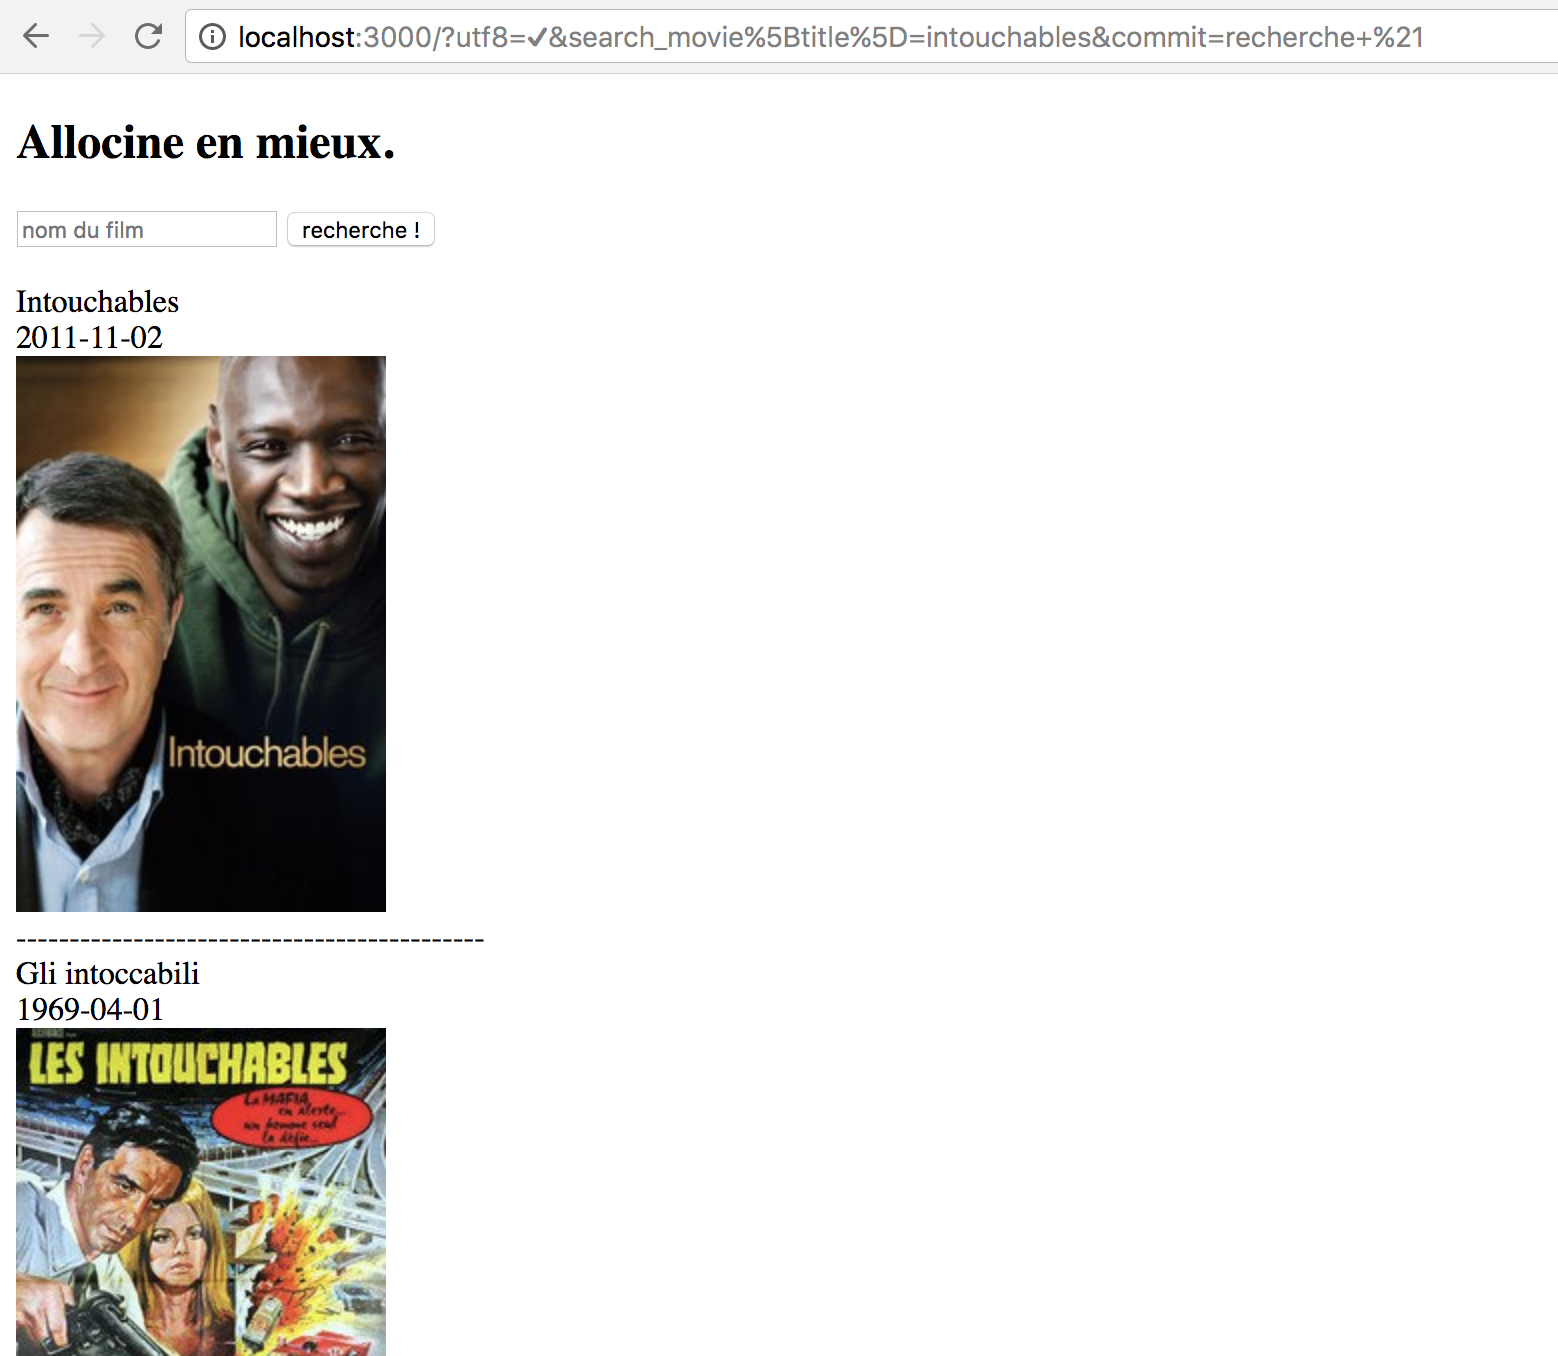 localhost:3000/?utf8=✓&search_movie%5Btitle%5D=intouchables&commit=recherche+%21
Allocine en mieux.
nom du film
recherche !
Intouchables
2011-11-02
Intouchables
--------------------------------------------
Gli intoccabili
1969-04-01
LES INTOUCHABLES
La MAFIA
en alerte...
un homme seul
la défie...